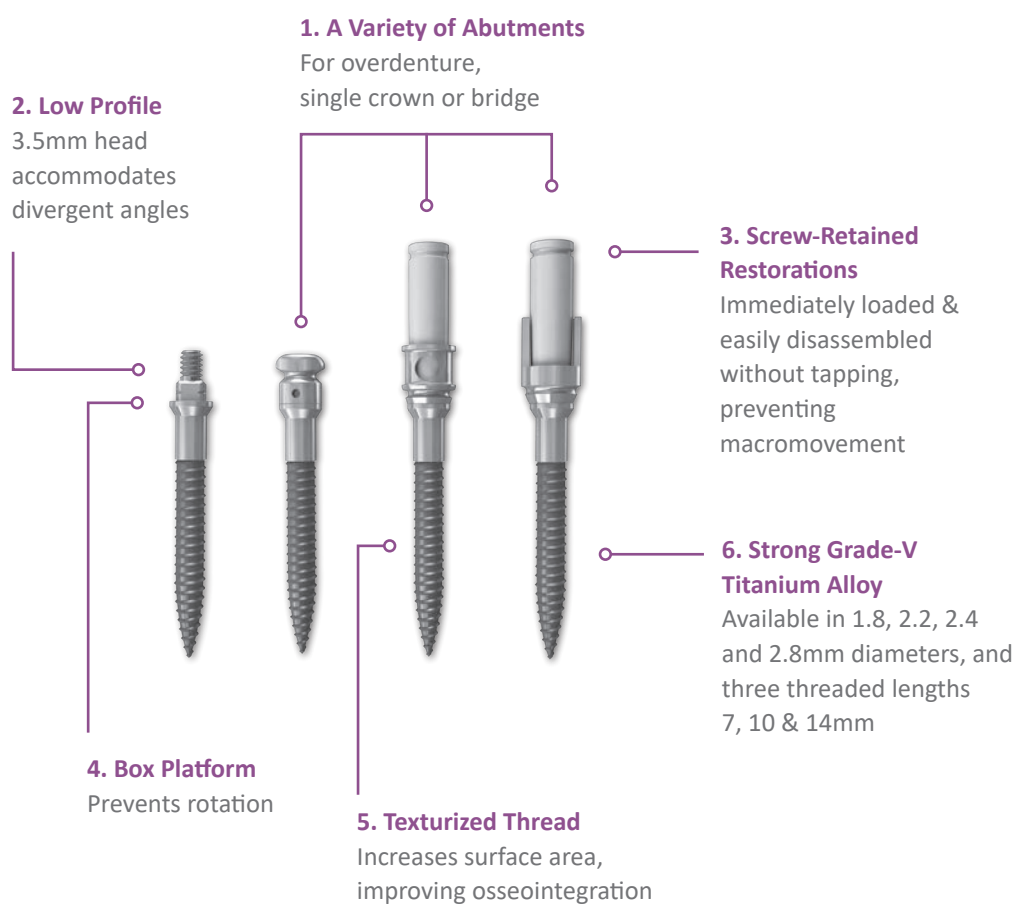 1. A Variety of Abutments
For overdenture,
single crown or bridge
2. Low Profile
3.5mm head
accommodates
divergent angles
3. Screw-Retained
Restorations
Immediately loaded &
easily disassembled
without tapping,
preventing
macromovement
6. Strong Grade-V
Titanium Alloy
Available in 1.8, 2.2, 2.4
and 2.8mm diameters, and
three threaded lengths
7, 10 & 14mm
4. Box Platform
Prevents rotation
5. Texturized Thread
Increases surface area,
improving osseointegration